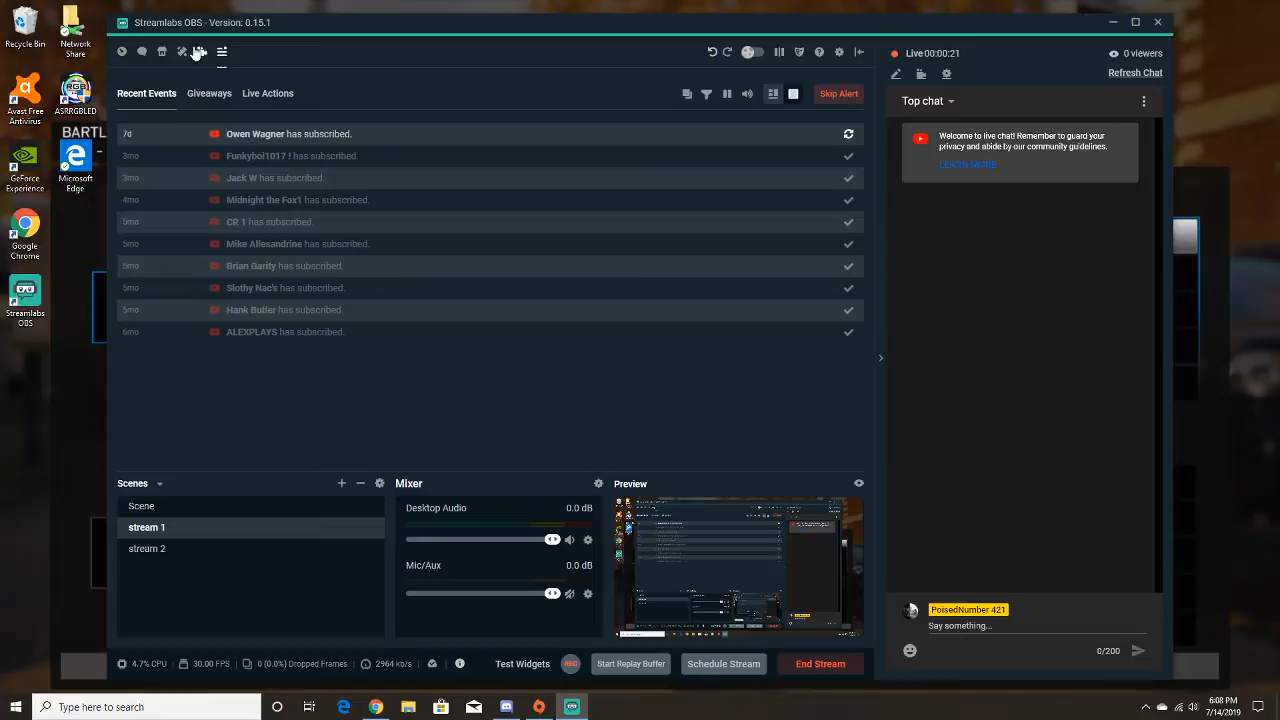 Recycle Bin
Network Share
Avast Free Antivirus
ASRRGBLED
BARTL
GeForce Experience
Microsoft Edge
Google Chrome
Streamlabs OBS
Streamlabs OBS - Version: 0.15.1
Live 00:00:21
0 viewers
Refresh Chat
Recent Events
Giveaways
Live Actions
Skip Alert
7d Owen Wagner has subscribed.
3mo Funkyboi1017 ! has subscribed.
3mo Jack W has subscribed.
4mo Midnight the Fox1 has subscribed.
5mo CR 1 has subscribed.
5mo Mike Allesandrine has subscribed.
5mo Brian Garity has subscribed.
5mo Slothy Nac's has subscribed.
5mo Hank Butler has subscribed.
6mo ALEXPLAYS has subscribed.
Top chat
Welcome to live chat! Remember to guard your
privacy and abide by our community guidelines.
LEARN MORE
Scenes
Scene
stream 1
stream 2
Mixer
Desktop Audio 0.0 dB
Mic/Aux 0.0 dB
Preview
PoisedNumber 421
Say something...
0/200
4.7% CPU
30.00 FPS
0 (0.0%) Dropped Frames
2964 kb/s
Test Widgets
REC
Start Replay Buffer
Schedule Stream
End Stream
Type here to search
6:08 PM
7/14/2019